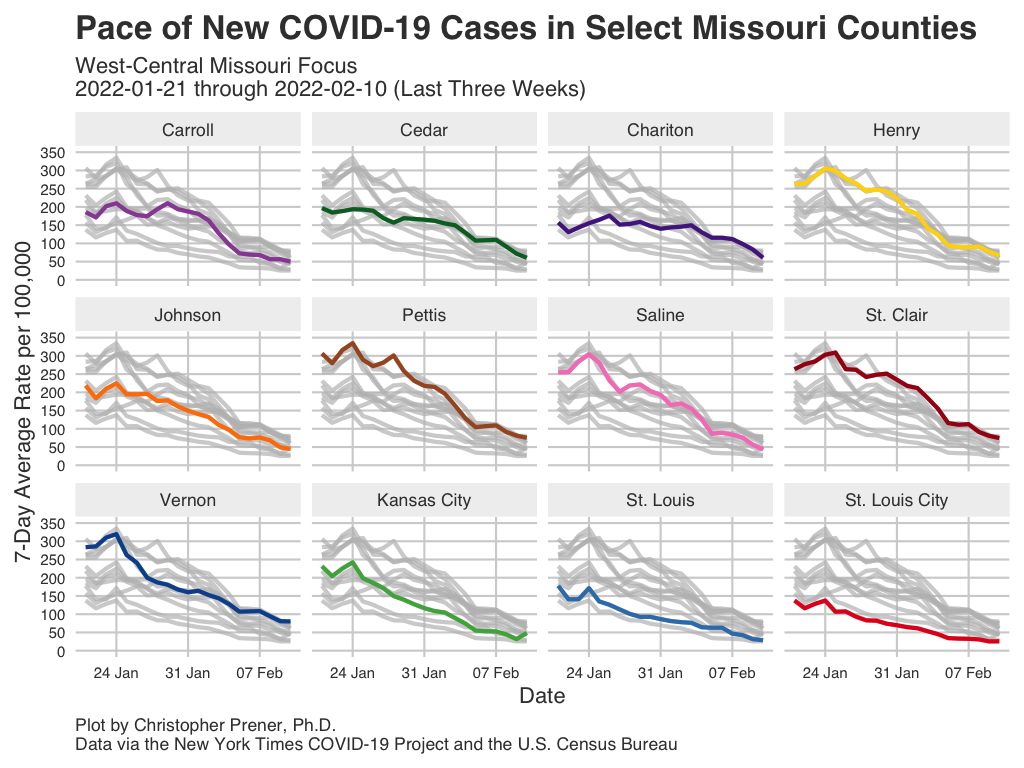 Pace of New COVID-19 Cases in Select Missouri Counties
West-Central Missouri Focus
2022-01-21 through 2022-02-10 (Last Three Weeks)
7-Day Average Rate per 100,000
Carroll Cedar Chariton Henry
350
300
250
200
150
100
50
0
Johnson Pettis Saline St. Clair
350
300
250
200
150
100
50
0
Vernon Kansas City St. Louis St. Louis City
350
300
250
200
150
100
50
0
24 Jan 31 Jan 07 Feb 24 Jan 31 Jan 07 Feb 24 Jan 31 Jan 07 Feb 24 Jan 31 Jan 07 Feb
Date
Plot by Christopher Prener, Ph.D.
Data via the New York Times COVID-19 Project and the U.S. Census Bureau